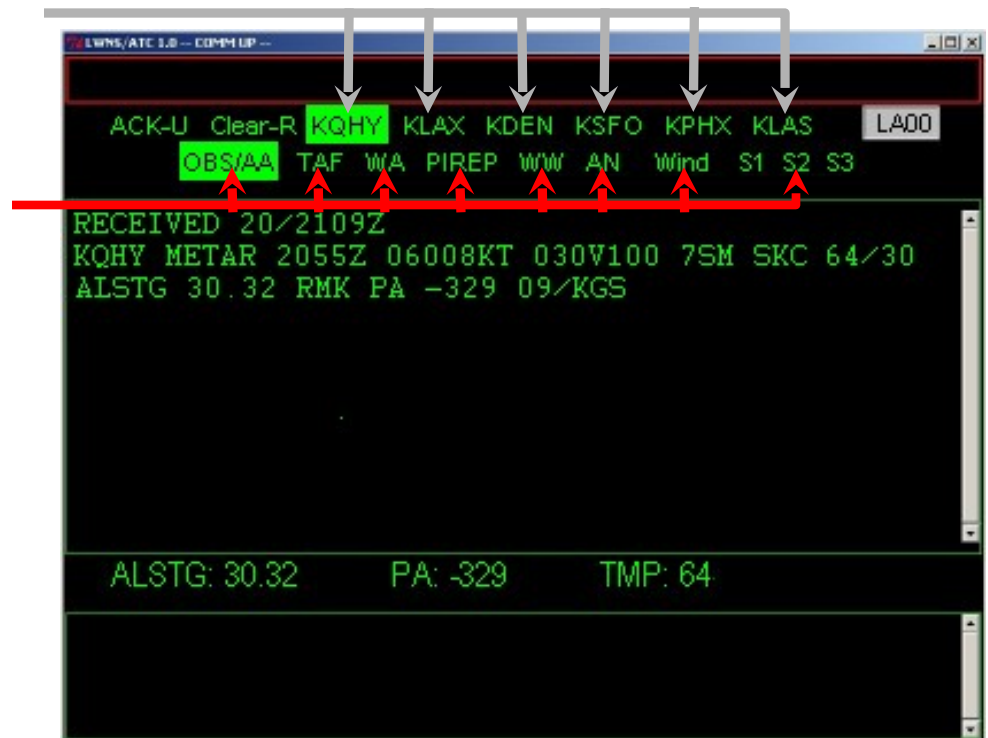 LWNS/ATC 1.0 -- COMM UP --
ACK-U Clear-R KQHY KLAX KDEN KSFO KPHX KLAS LA00
OBS/AA TAF WA PIREP WW AN Wind S1 S2 S3
RECEIVED 20/2109Z
KQHY METAR 2055Z 06008KT 030V100 7SM SKC 64/30
ALSTG 30.32 RMK PA -329 09/KGS
ALSTG: 30.32 PA: -329 TMP: 64